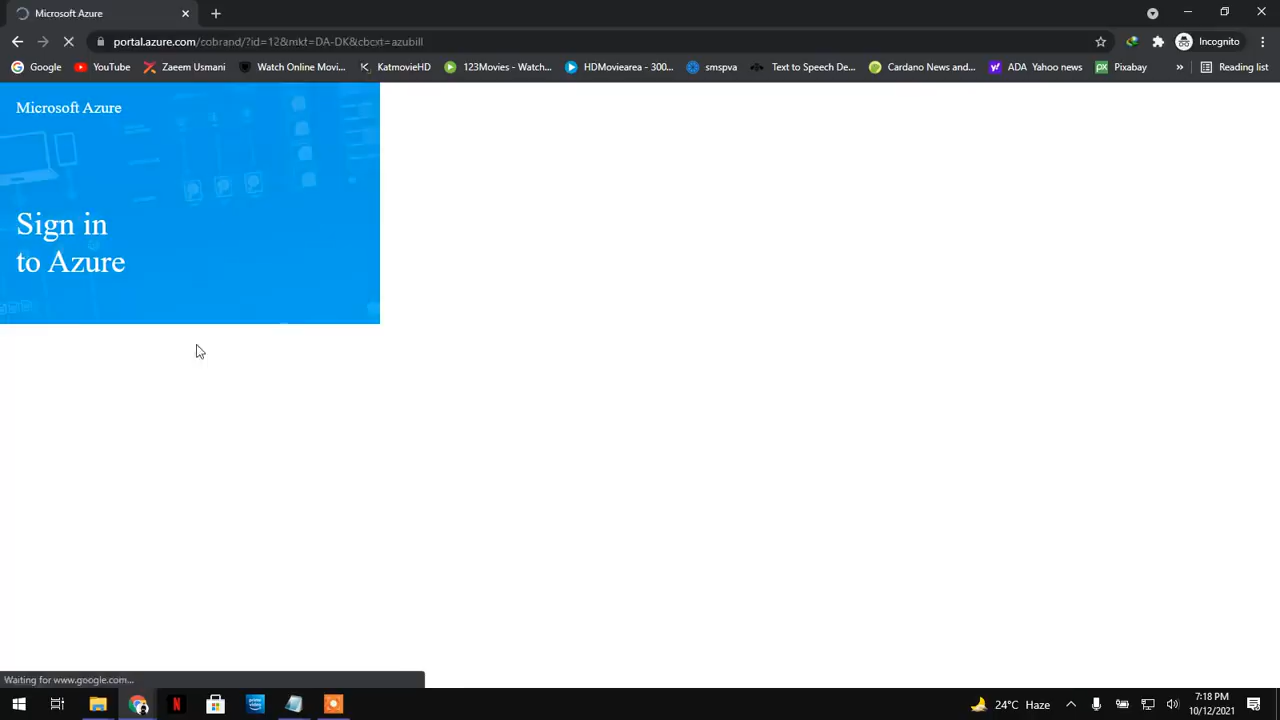 Microsoft Azure
portal.azure.com/cobrand/?id=12&mkt=DA-DK&cbcxt=azubill
Incognito
Google
YouTube
Zaeem Usmani
Watch Online Movi...
KatmovieHD
123Movies - Watch...
HDMoviearea - 300...
smspva
Text to Speech De...
Cardano News and...
ADA Yahoo news
Pixabay
»
Reading list
Microsoft Azure
Sign in
to Azure
Waiting for www.google.com...
24°C Haze
7:18 PM
10/12/2021